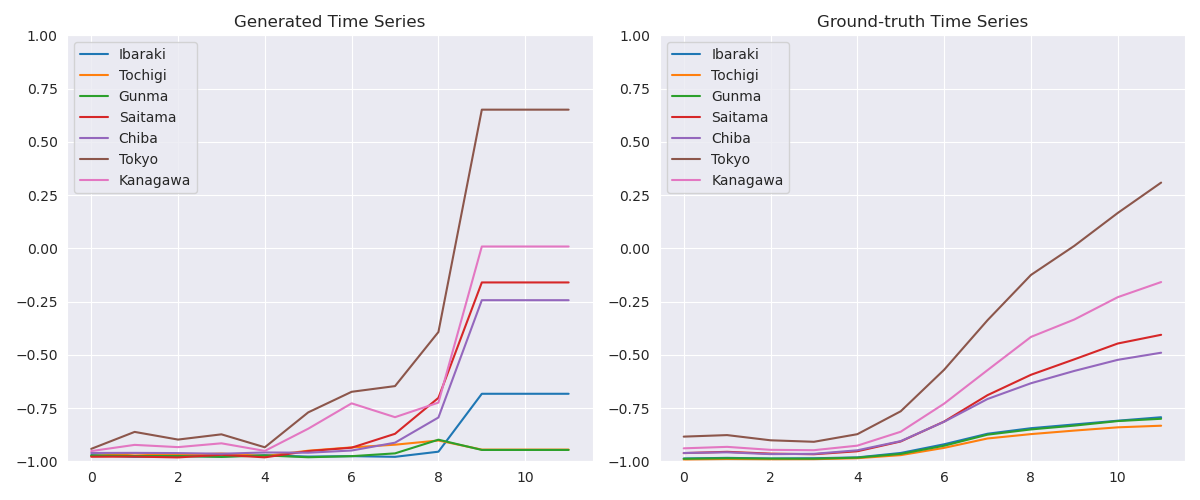 Generated Time Series
1.00
0.75
0.50
0.25
0.00
−0.25
−0.50
−0.75
−1.00
0 2 4 6 8 10
Ibaraki
Tochigi
Gunma
Saitama
Chiba
Tokyo
Kanagawa
Ground-truth Time Series
1.00
0.75
0.50
0.25
0.00
−0.25
−0.50
−0.75
−1.00
0 2 4 6 8 10
Ibaraki
Tochigi
Gunma
Saitama
Chiba
Tokyo
Kanagawa